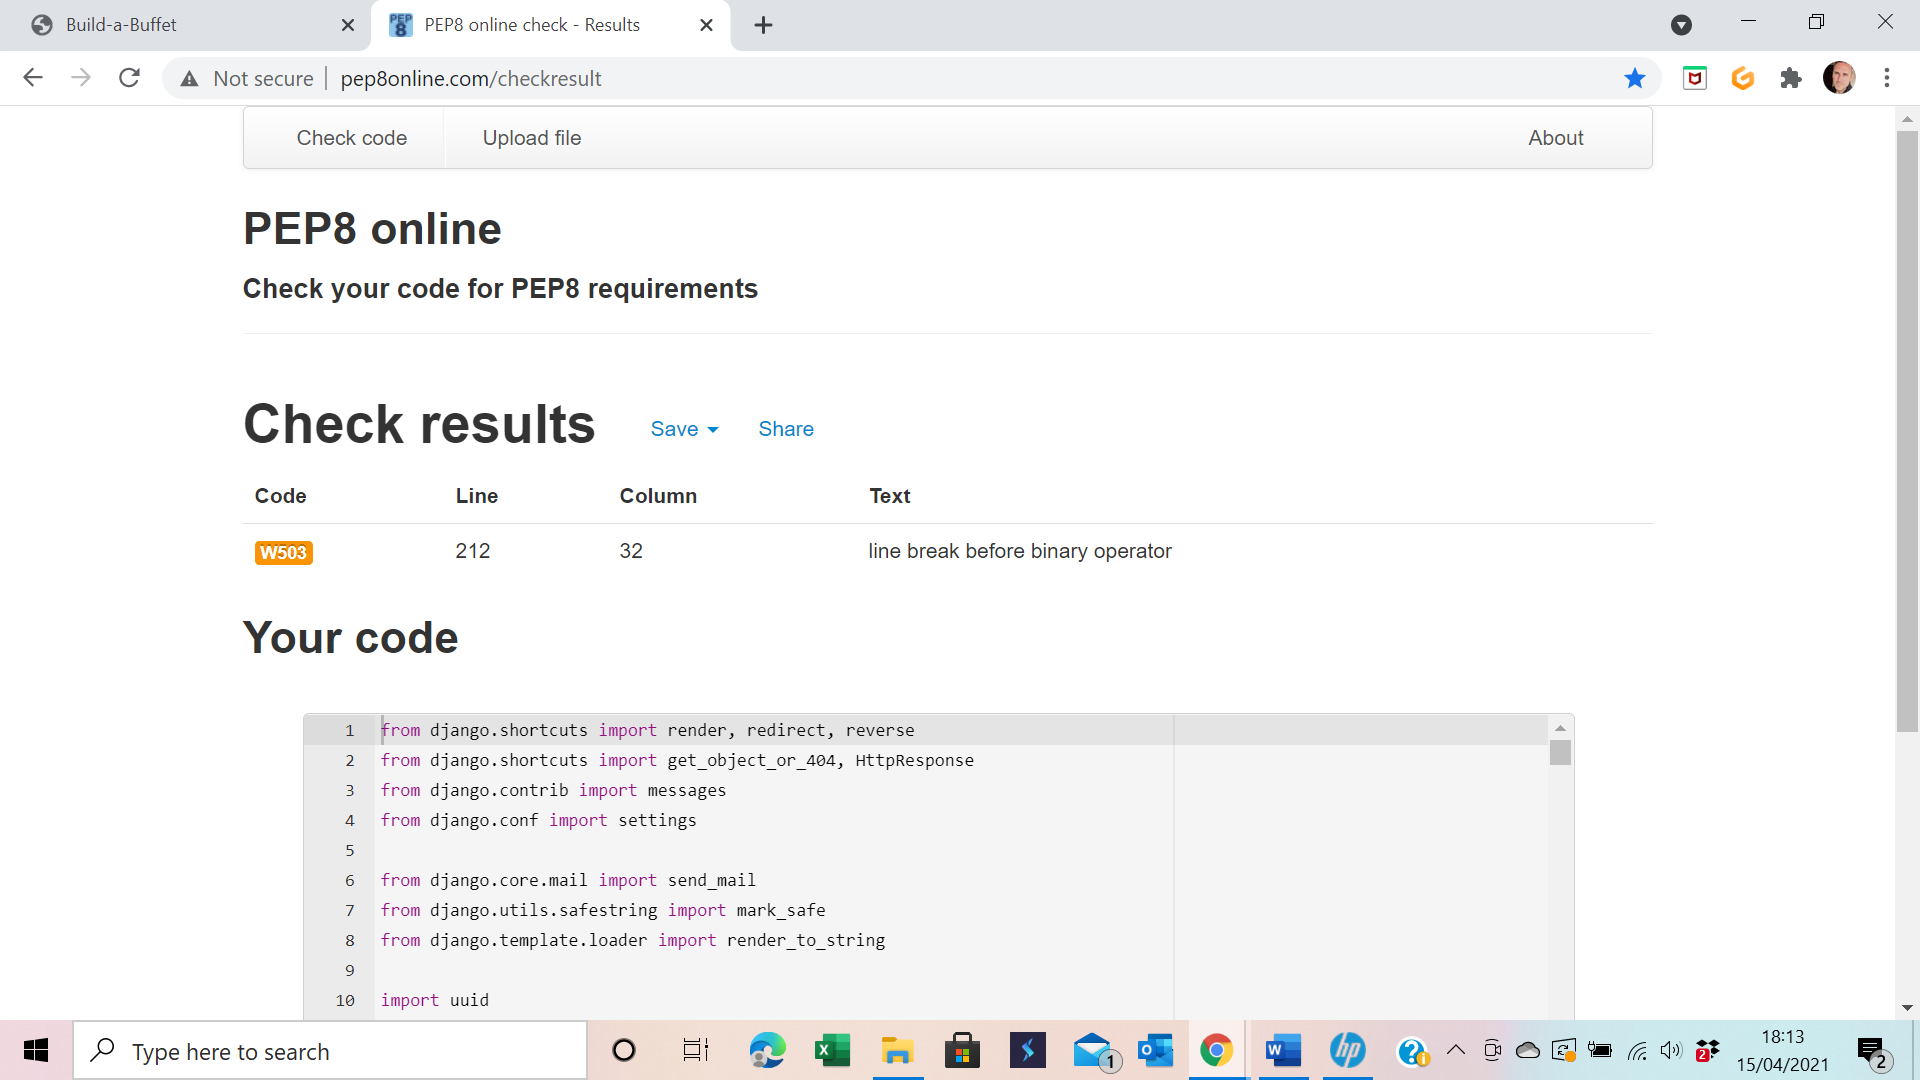 Build-a-Buffet
PEP8 online check - Results
Not secure
pep8online.com/checkresult
Check code
Upload file
About
PEP8 online
Check your code for PEP8 requirements
Check results
Save
Share
Code Line Column Text
W503 212 32 line break before binary operator
Your code
1 from django.shortcuts import render, redirect, reverse
2 from django.shortcuts import get_object_or_404, HttpResponse
3 from django.contrib import messages
4 from django.conf import settings
5
6 from django.core.mail import send_mail
7 from django.utils.safestring import mark_safe
8 from django.template.loader import render_to_string
9
10 import uuid
Type here to search
1
2
18:13
15/04/2021
2